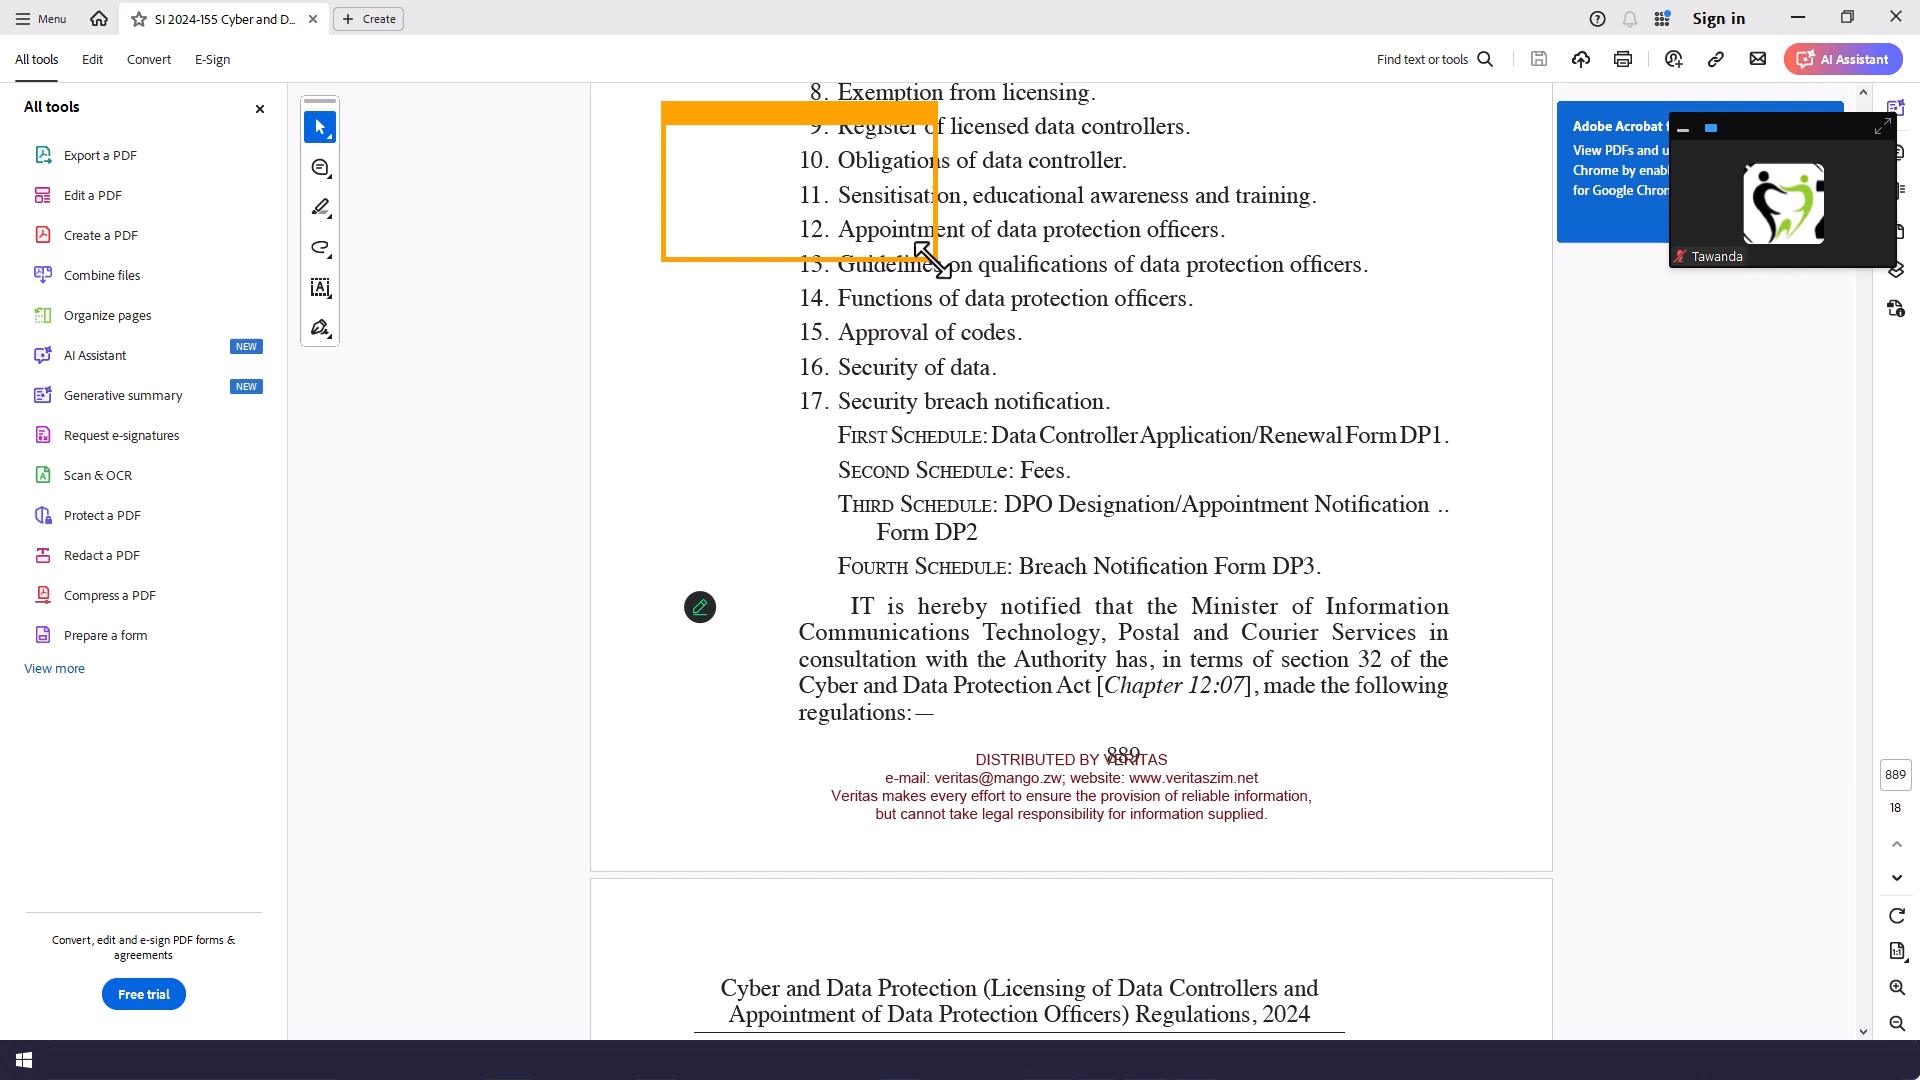 Menu
SI 2024-155 Cyber and D...
Create
Sign in
All tools
Edit
Convert
E-Sign
Find text or tools
AI Assistant
All tools
Export a PDF
Edit a PDF
Create a PDF
Combine files
Organize pages
AI Assistant
NEW
Generative summary
NEW
Request e-signatures
Scan & OCR
Protect a PDF
Redact a PDF
Compress a PDF
Prepare a form
View more
Convert, edit and e-sign PDF forms &
agreements
Free trial
8. Exemption from licensing.
9. Register of licensed data controllers.
10. Obligations of data controller.
11. Sensitisation, educational awareness and training.
12. Appointment of data protection officers.
13. Guidelines on qualifications of data protection officers.
14. Functions of data protection officers.
15. Approval of codes.
16. Security of data.
17. Security breach notification.
FIRST SCHEDULE: Data Controller Application/Renewal Form DP1.
SECOND SCHEDULe: Fees.
THIRD SCHEDULE: DPO Designation/Appointment Notification ..
Form DP2
FOURTH SCHEDULE: Breach Notification Form DP3.
IT is hereby notified that the Minister of Information
Communications Technology, Postal and Courier Services in
consultation with the Authority has, in terms of section 32 of the
Cyber and Data Protection Act [Chapter 12:07], made the following
regulations:—
889
DISTRIBUTED BY VERITAS
e-mail: veritas@mango.zw; website: www.veritaszim.net
Veritas makes every effort to ensure the provision of reliable information,
but cannot take legal responsibility for information supplied.
Cyber and Data Protection (Licensing of Data Controllers and
Appointment of Data Protection Officers) Regulations, 2024
Adobe Acrobat
View PDFs and
Chrome by
for Google
Tawanda
889
18